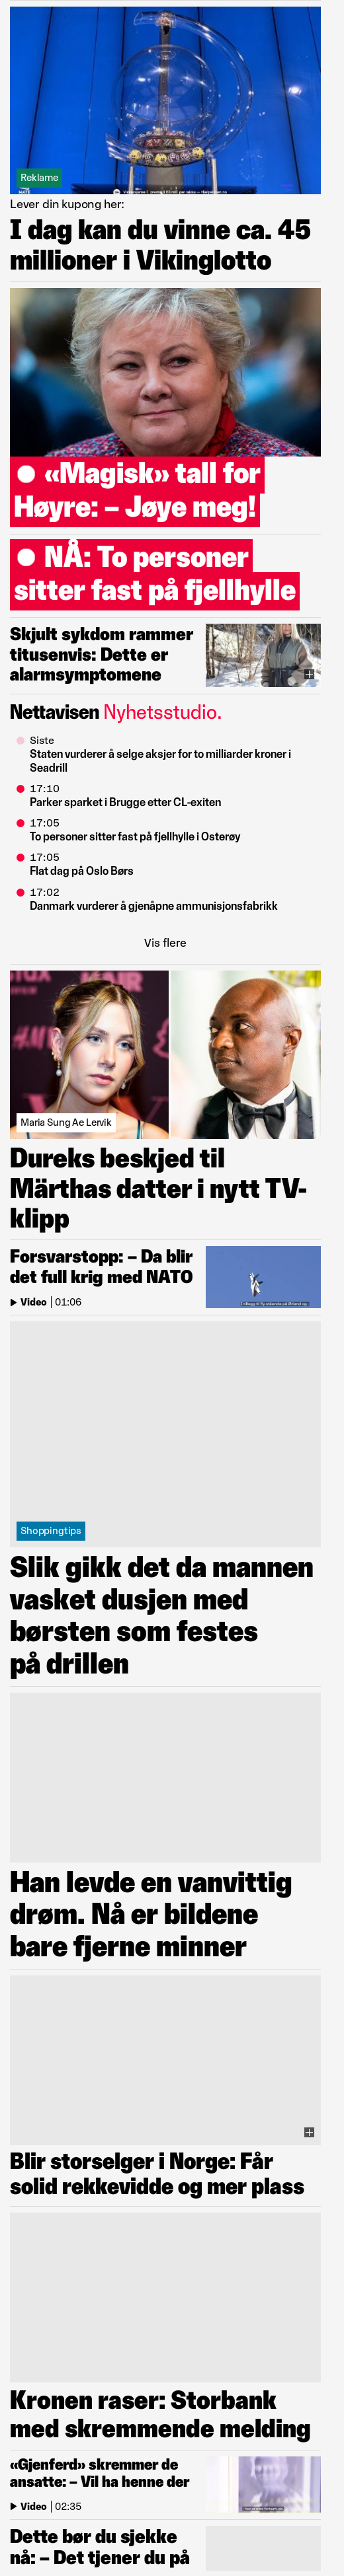 Reklame
Lever din kupong her:
I dag kan du vinne ca. 45
millioner i Vikinglotto
«Magisk» tall for
Høyre: – Jøye meg!
NÅ: To personer
sitter fast på fjellhylle
Skjult sykdom rammer
titusenvis: Dette er
alarmsymptomene
Nettavisen Nyhetsstudio.
Siste
Staten vurderer å selge aksjer for to milliarder kroner i
Seadrill
17:10
Parker sparket i Brugge etter CL-exiten
17:05
To personer sitter fast på fjellhylle i Osterøy
17:05
Flat dag på Oslo Børs
17:02
Danmark vurderer å gjenåpne ammunisjonsfabrikk
Vis flere
Maria Sung Ae Lervik
Dureks beskjed til
Märthas datter i nytt TV-
klipp
Forsvarstopp: – Da blir
det full krig med NATO
Video | 01:06
Shoppingtips
Slik gikk det da mannen
vasket dusjen med
børsten som festes
på drillen
Han levde en vanvittig
drøm. Nå er bildene
bare fjerne minner
Blir storselger i Norge: Får
solid rekkevidde og mer plass
Kronen raser: Storbank
med skremmende melding
«Gjenferd» skremmer de
ansatte: – Vil ha henne der
Video | 02:35
Dette bør du sjekke
nå: – Det tjener du på